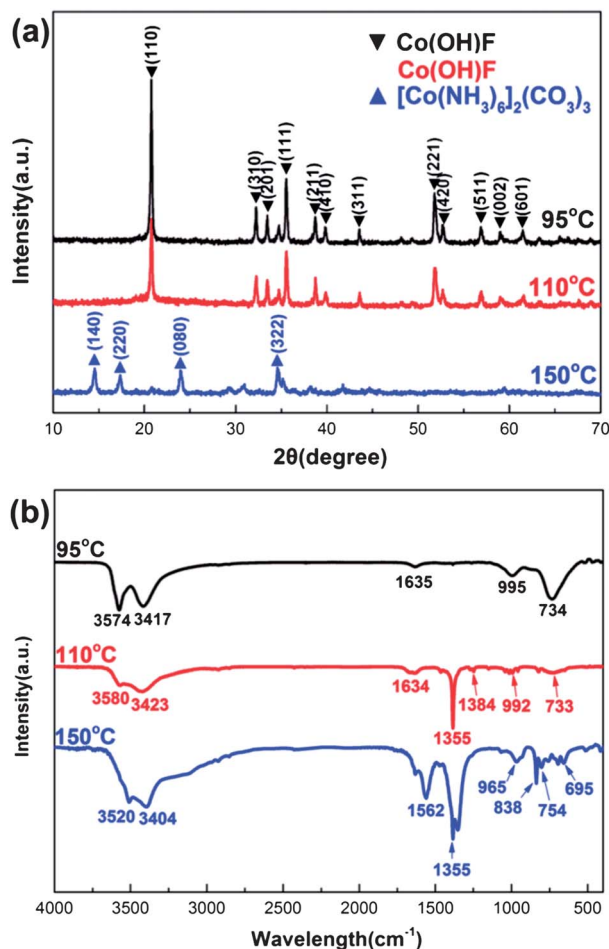 (a)
Co(OH)F
Co(OH)F
[Co(NH3)6]2(CO3)3
(110)
(310)
(201)
(111)
(211)
(410)
(311)
(221)
(420)
(511)
(002)
(601)
95°C
110°C
(140)
(220)
(080)
(322)
150°C
Intensity(a.u.)
10 20 30 40 50 60 70
2θ(degree)
(b)
95°C
3574 3417 1635 995 734
110°C
3580 3423 1634 1384 992 733
1355
150°C
3520 3404 1562 965 838 754 695
1355
Intensity(a.u.)
4000 3500 3000 2500 2000 1500 1000 500
Wavelength(cm-1)